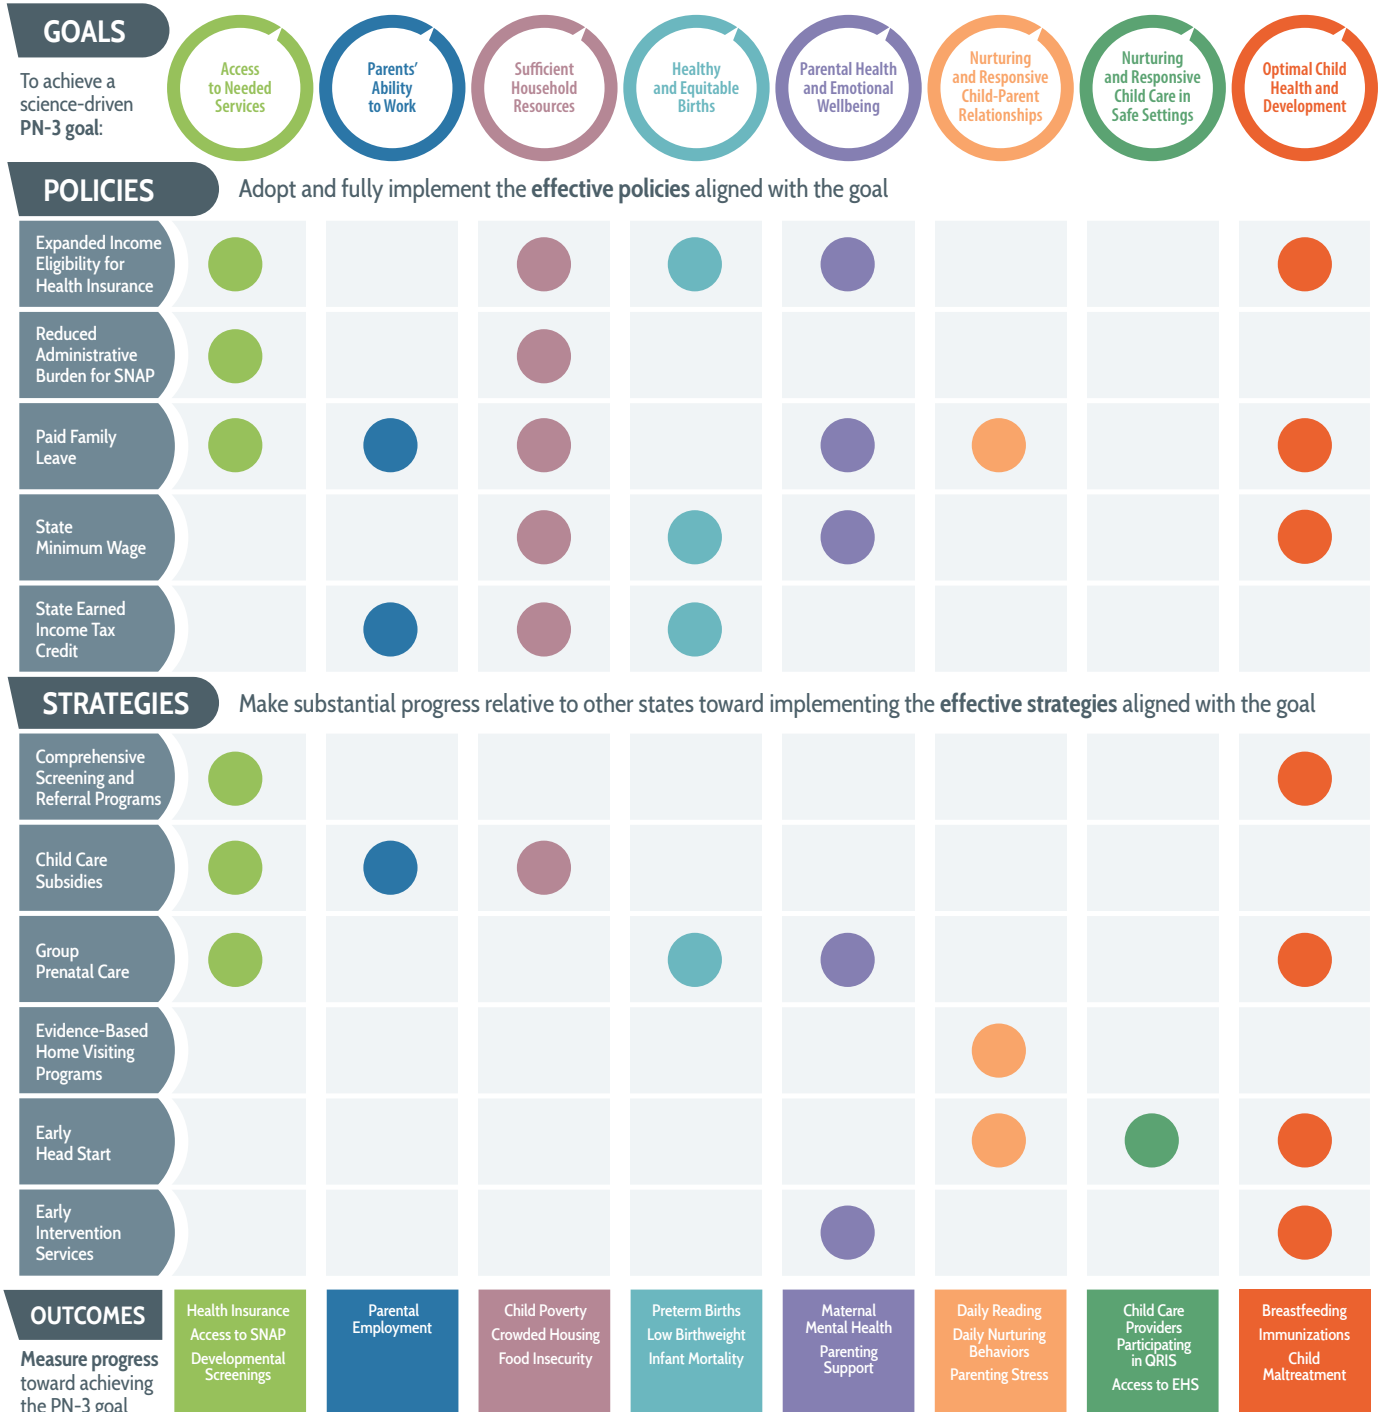 GOALS
To achieve a
science-driven
PN-3 goal:
Access
to Needed
Services
Parents'
Ability
to Work
Sufficient
Household
Resources
Healthy
and Equitable
Births
Parental Health
and Emotional
Wellbeing
Nurturing
and Responsive
Child-Parent
Relationships
Nurturing
and Responsive
Child Care in
Safe Settings
Optimal Child
Health and
Development
POLICIES
Adopt and fully implement the effective policies aligned with the goal
Expanded Income
Eligibility for
Health Insurance
Reduced
Administrative
Burden for SNAP
Paid Family
Leave
State
Minimum Wage
State Earned
Income Tax
Credit
STRATEGIES
Make substantial progress relative to other states toward implementing the effective strategies aligned with the goal
Comprehensive
Screening and
Referral Programs
Child Care
Subsidies
Group
Prenatal Care
Evidence-Based
Home Visiting
Programs
Early
Head Start
Early
Intervention
Services
OUTCOMES
Measure progress
toward achieving
the PN-3 goal
Health Insurance
Access to SNAP
Developmental
Screenings
Parental
Employment
Child Poverty
Crowded Housing
Food Insecurity
Preterm Births
Low Birthweight
Infant Mortality
Maternal
Mental Health
Parenting
Support
Daily Reading
Daily Nurturing
Behaviors
Parenting Stress
Child Care
Providers
Participating
in QRIS
Access to EHS
Breastfeeding
Immunizations
Child
Maltreatment